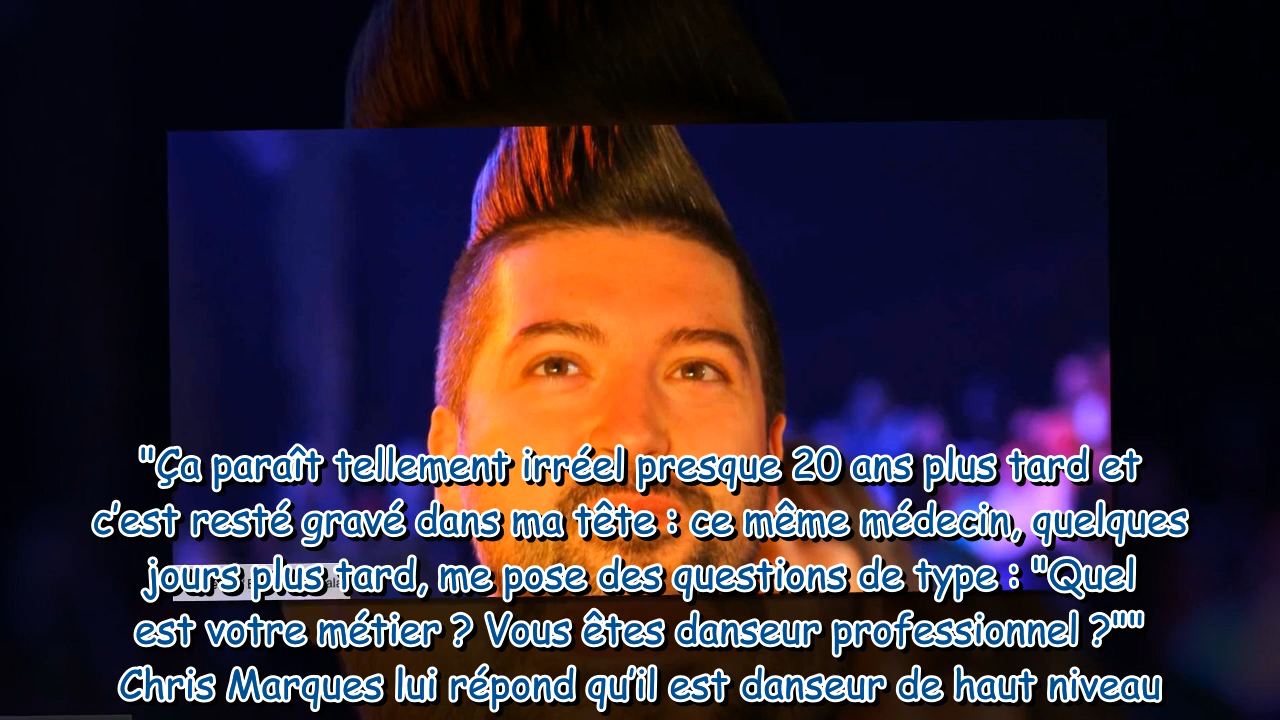 "Ça paraît tellement irréel presque 20 ans plus tard et
c'est resté gravé dans ma tête : ce même médecin, quelques
jours plus tard, me pose des questions de type : "Quel
est votre métier ? Vous êtes danseur professionnel ?""
Chris Marques lui répond qu'il est danseur de haut niveau